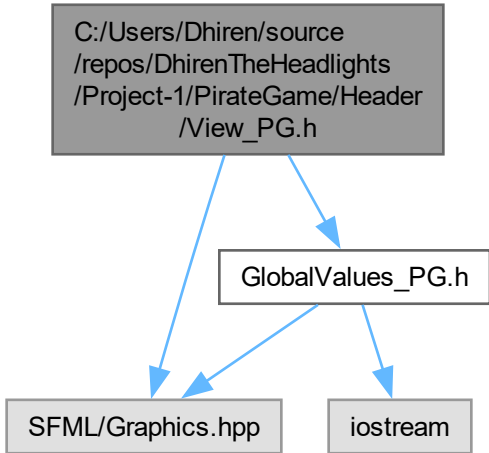 C:/Users/Dhiren/source
/repos/DhirenTheHeadlights
/Project-1/PirateGame/Header
/View_PG.h
GlobalValues_PG.h
SFML/Graphics.hpp
iostream